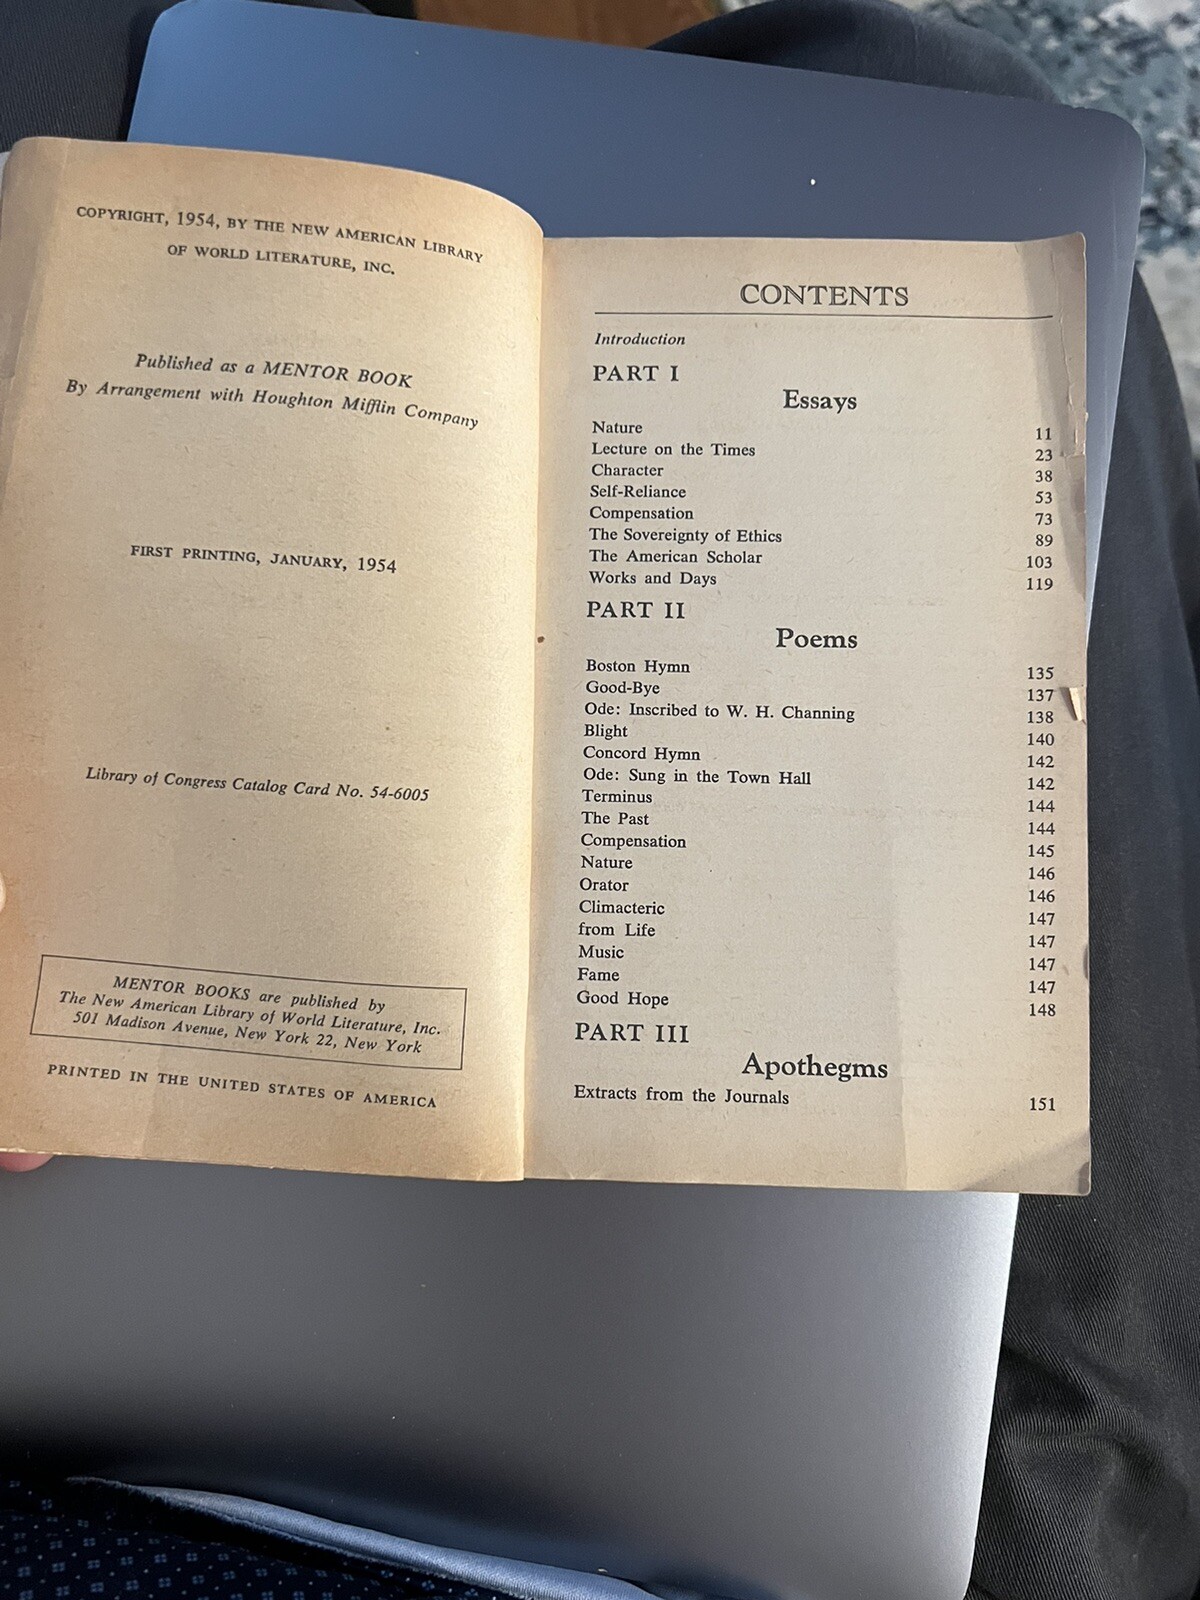 COPYRIGHT, 1954, BY THE NEW AMERICAN LIBRARY
OF WORLD LITERATURE, INC.
Published as a MENTOR BOOK
By Arrangement with Houghton Mifflin Company
FIRST PRINTING, JANUARY, 1954
Library of Congress Catalog Card No. 54-6005
MENTOR BOOKS are published by
The New American Library of World Literature, Inc.
501 Madison Avenue, New York 22, New York
PRINTED IN THE UNITED STATES OF AMERICA
CONTENTS
Introduction
PART I
Essays
Nature 11
Lecture on the Times 23
Character 38
Self-Reliance 53
Compensation 73
The Sovereignty of Ethics 89
The American Scholar 103
Works and Days 119
PART II
Poems
Boston Hymn 135
Good-Bye 137
Ode: Inscribed to W. H. Channing 138
Blight 140
Concord Hymn 142
Ode: Sung in the Town Hall 142
Terminus 144
The Past 144
Compensation 145
Nature 146
Orator 146
Climacteric 147
from Life 147
Music 147
Fame 147
Good Hope 148
PART III
Apothegms
Extracts from the Journals 151